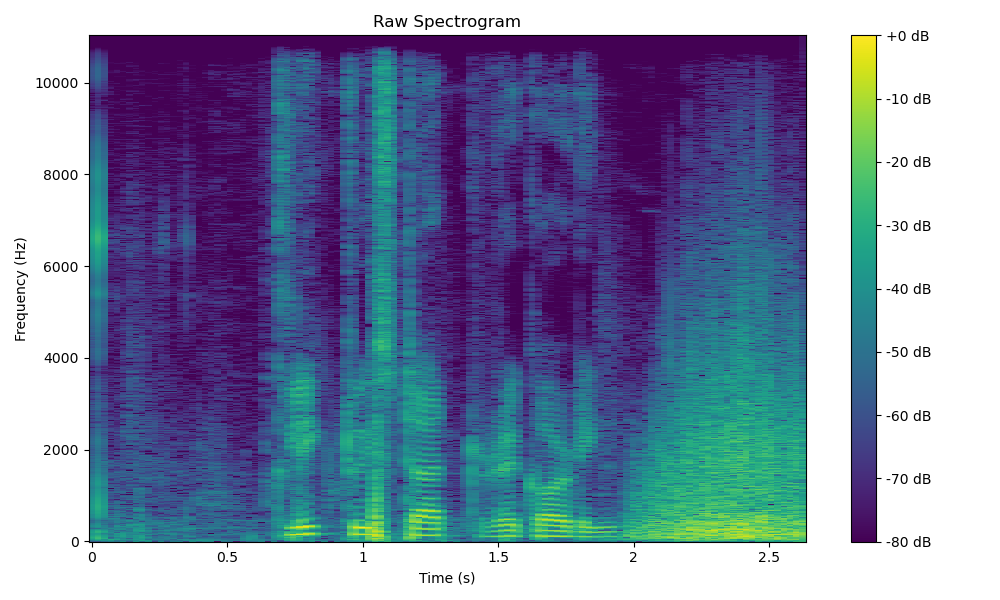 Raw Spectrogram
Frequency (Hz)
10000
8000
6000
4000
2000
0
0
0.5
1
1.5
2
2.5
Time (s)
+0 dB
-10 dB
-20 dB
-30 dB
-40 dB
-50 dB
-60 dB
-70 dB
-80 dB